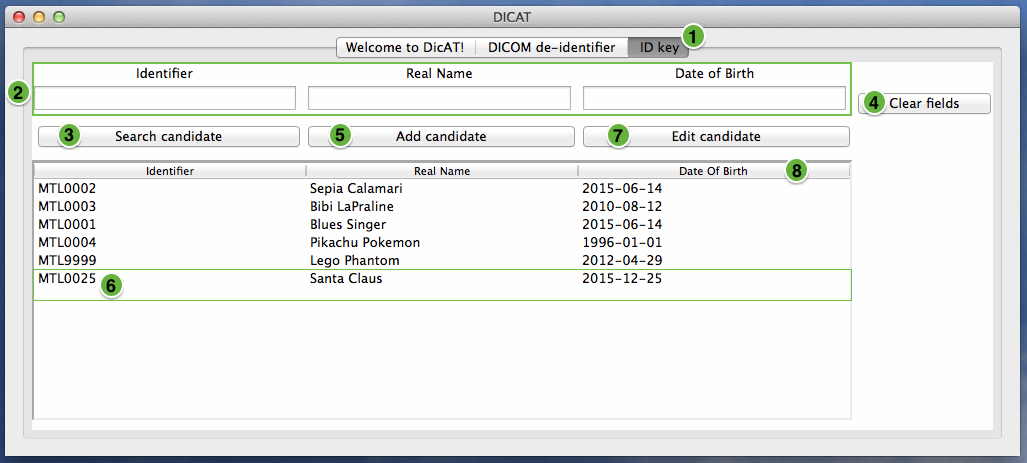 DICAT
Welcome to DicAT! DICOM de-identifier ID key 1
Identifier Real Name Date of Birth
2
4 Clear fields
3 Search candidate 5 Add candidate 7 Edit candidate
Identifier Real Name Date Of Birth 8
MTL0002 Sepia Calamari 2015-06-14
MTL0003 Bibi LaPraline 2010-08-12
MTL0001 Blues Singer 2015-06-14
MTL0004 Pikachu Pokemon 1996-01-01
MTL9999 Lego Phantom 2012-04-29
MTL0025 6 Santa Claus 2015-12-25